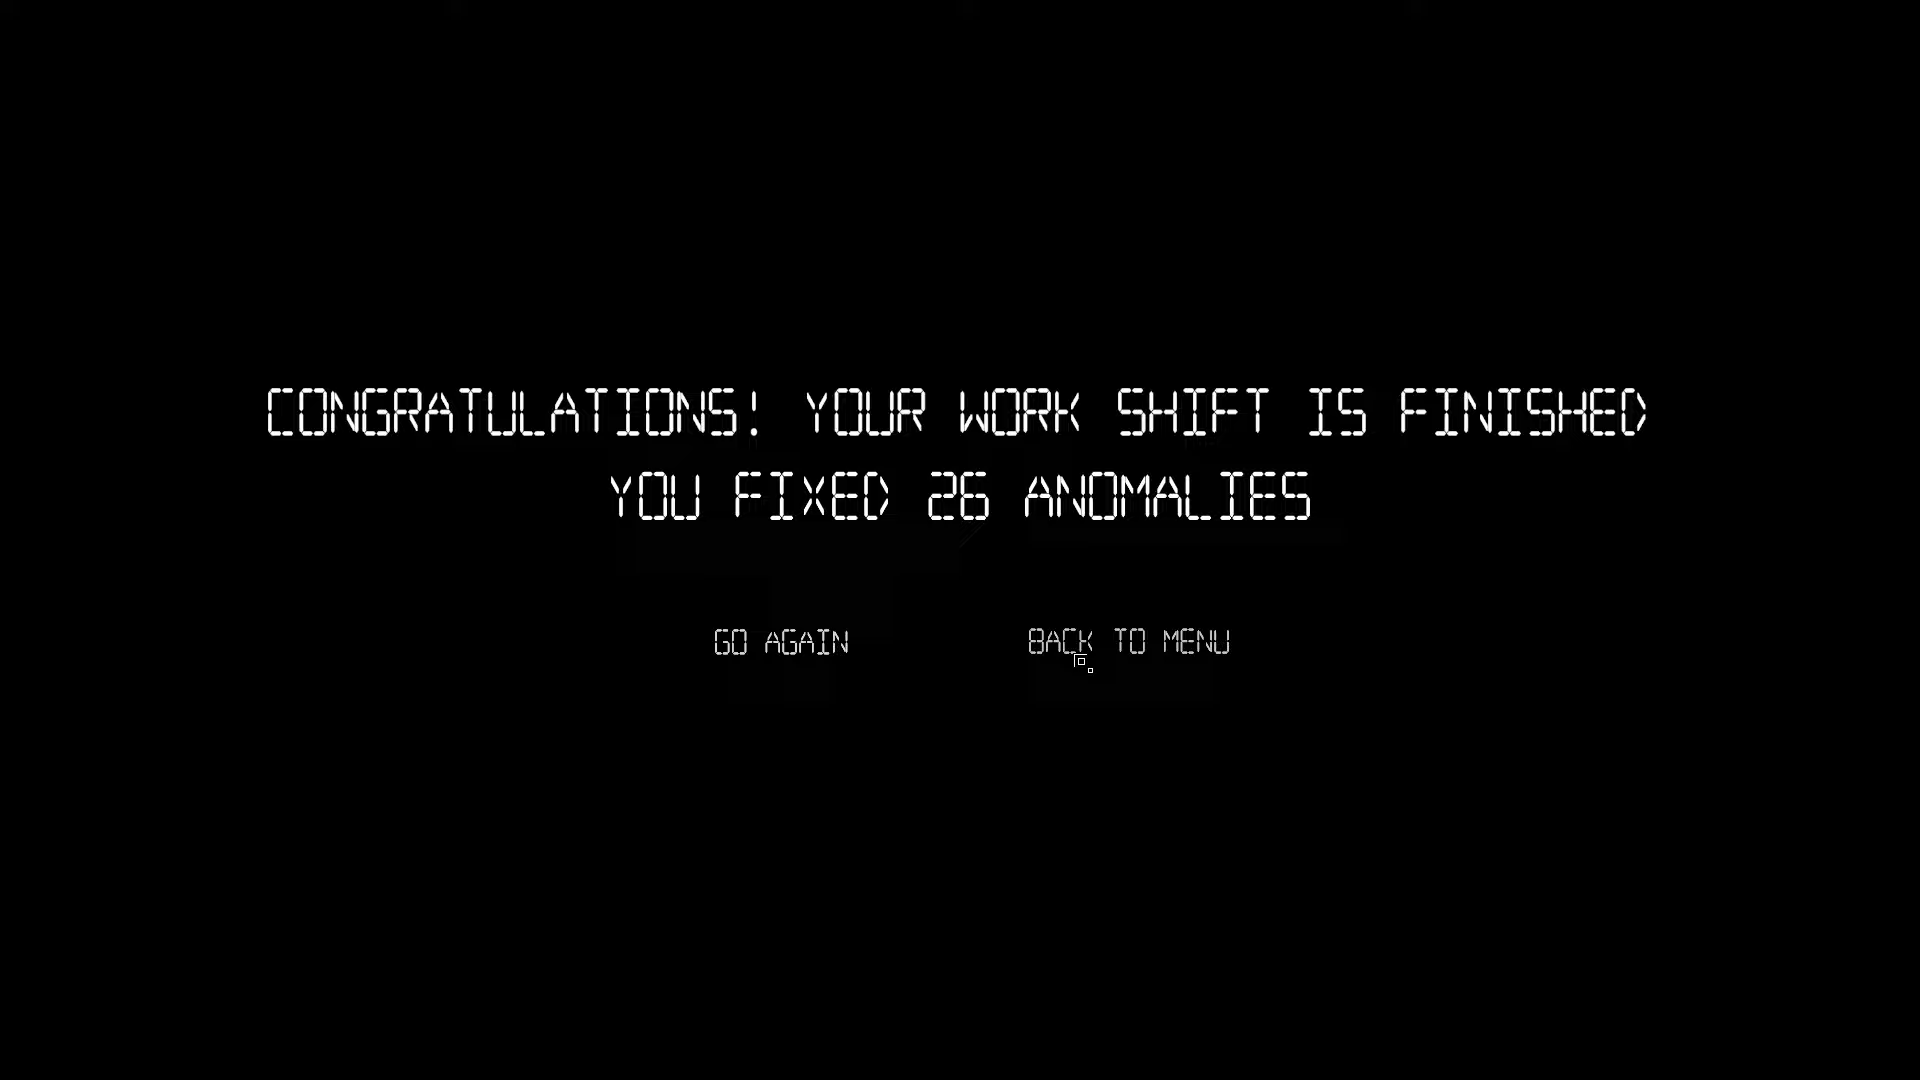 CONGRATULATIONS! YOUR WORK SHIFT IS FINISHED
YOU FIXED 26 ANOMALIES
GO AGAIN
BACK TO MENU